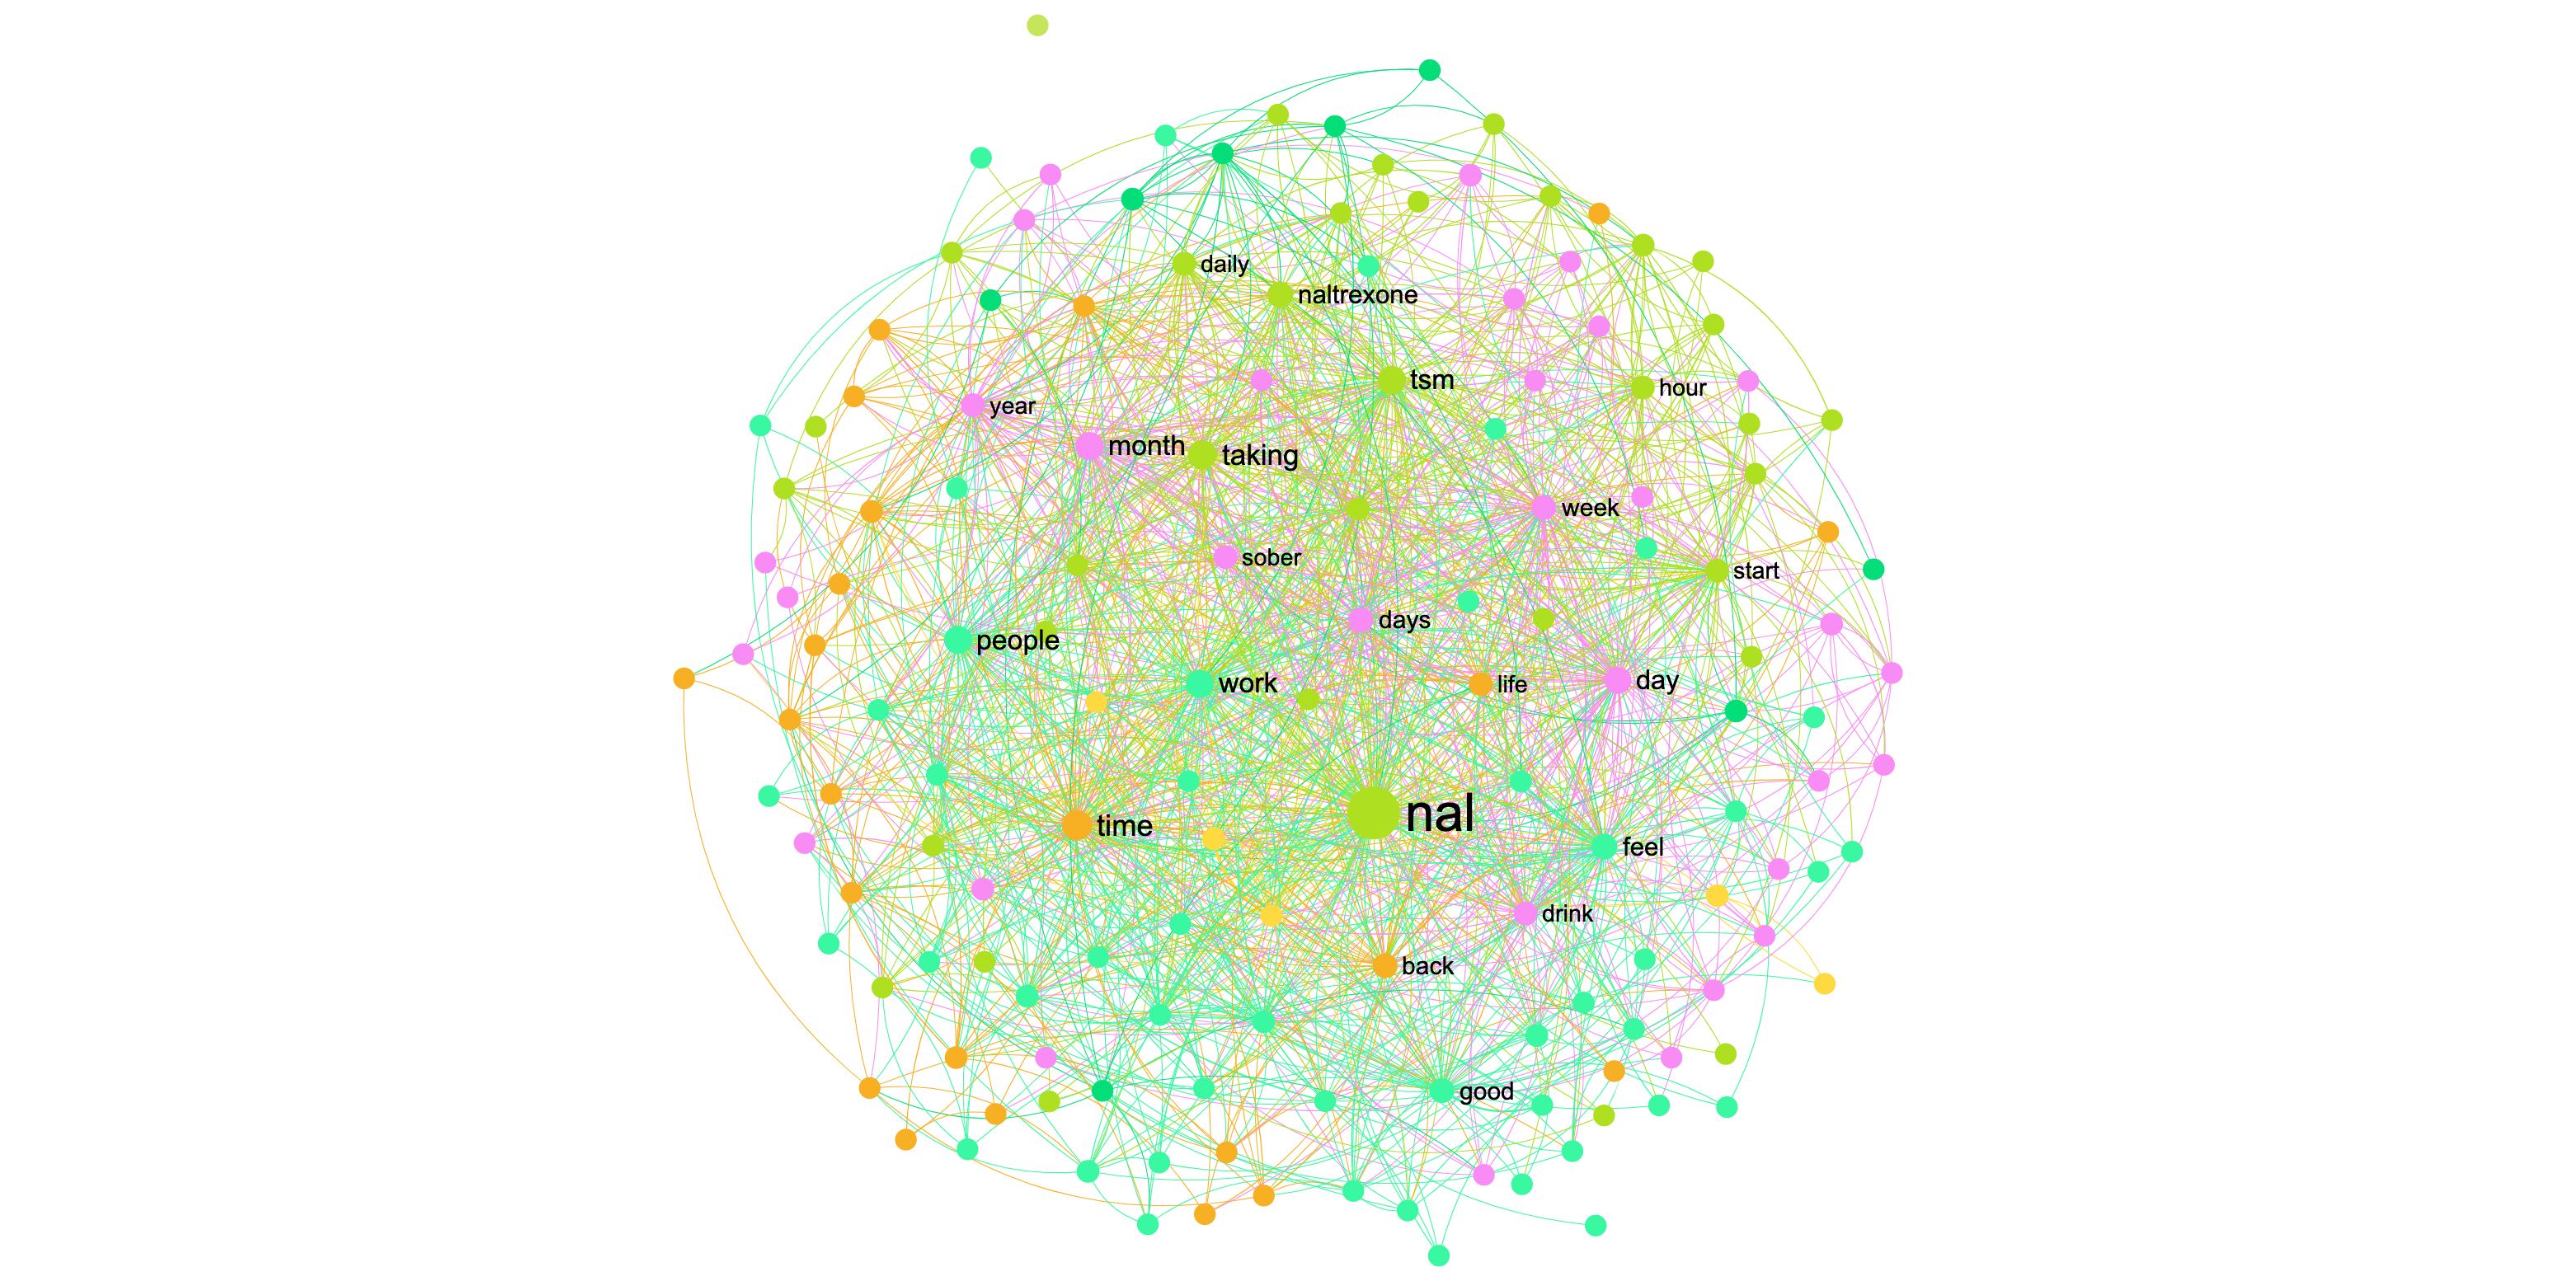 daily
naltrexone
tsm
hour
year
month
taking
week
sober
start
days
people
work
life
day
nal
time
feel
drink
back
good